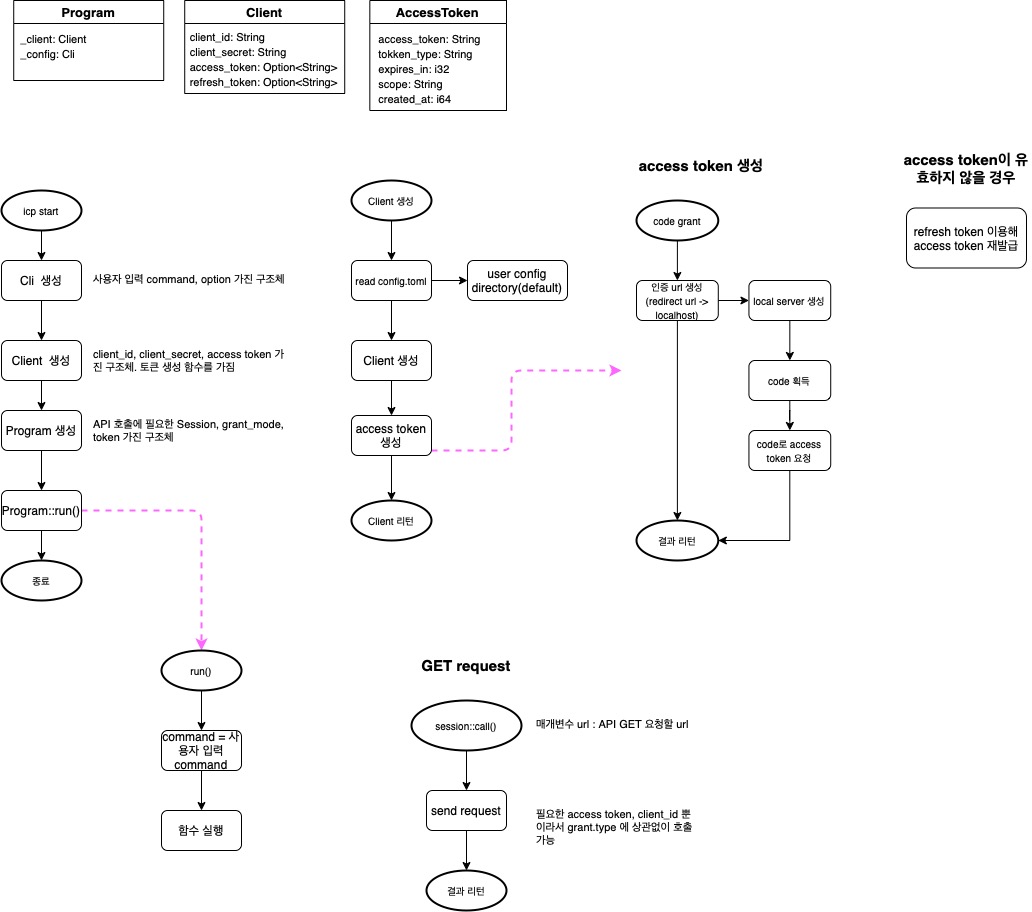 Program
_client: Client
_config: Cli
Client
client_id: String
client_secret: String
access_token: Option<String>
refresh_token: Option<String>
AccessToken
access_token: String
tokken_type: String
expires_in: i32
scope: String
created_at: i64
icp start
Cli 생성
사용자 입력 command, option 가진 구조체
Client 생성
client_id, client_secret, access token 가
진 구조체. 토큰 생성 함수를 가짐
Program 생성
API 호출에 필요한 Session, grant_mode,
token 가진 구조체
Program::run()
종료
run()
command = 사
용자 입력
command
함수 실행
Client 생성
read config.toml
user config
directory(default)
Client 생성
access token
생성
Client 리턴
access token 생성
code grant
인증 url 생성
(redirect url ->
localhost)
local server 생성
code 획득
code로 access
token 요청
결과 리턴
access token이 유
효하지 않을 경우
refresh token 이용해
access token 재발급
GET request
session::call()
매개변수 url : API GET 요청할 url
send request
필요한 access token, client_id 뿐
이라서 grant.type 에 상관없이 호출
가능
결과 리턴